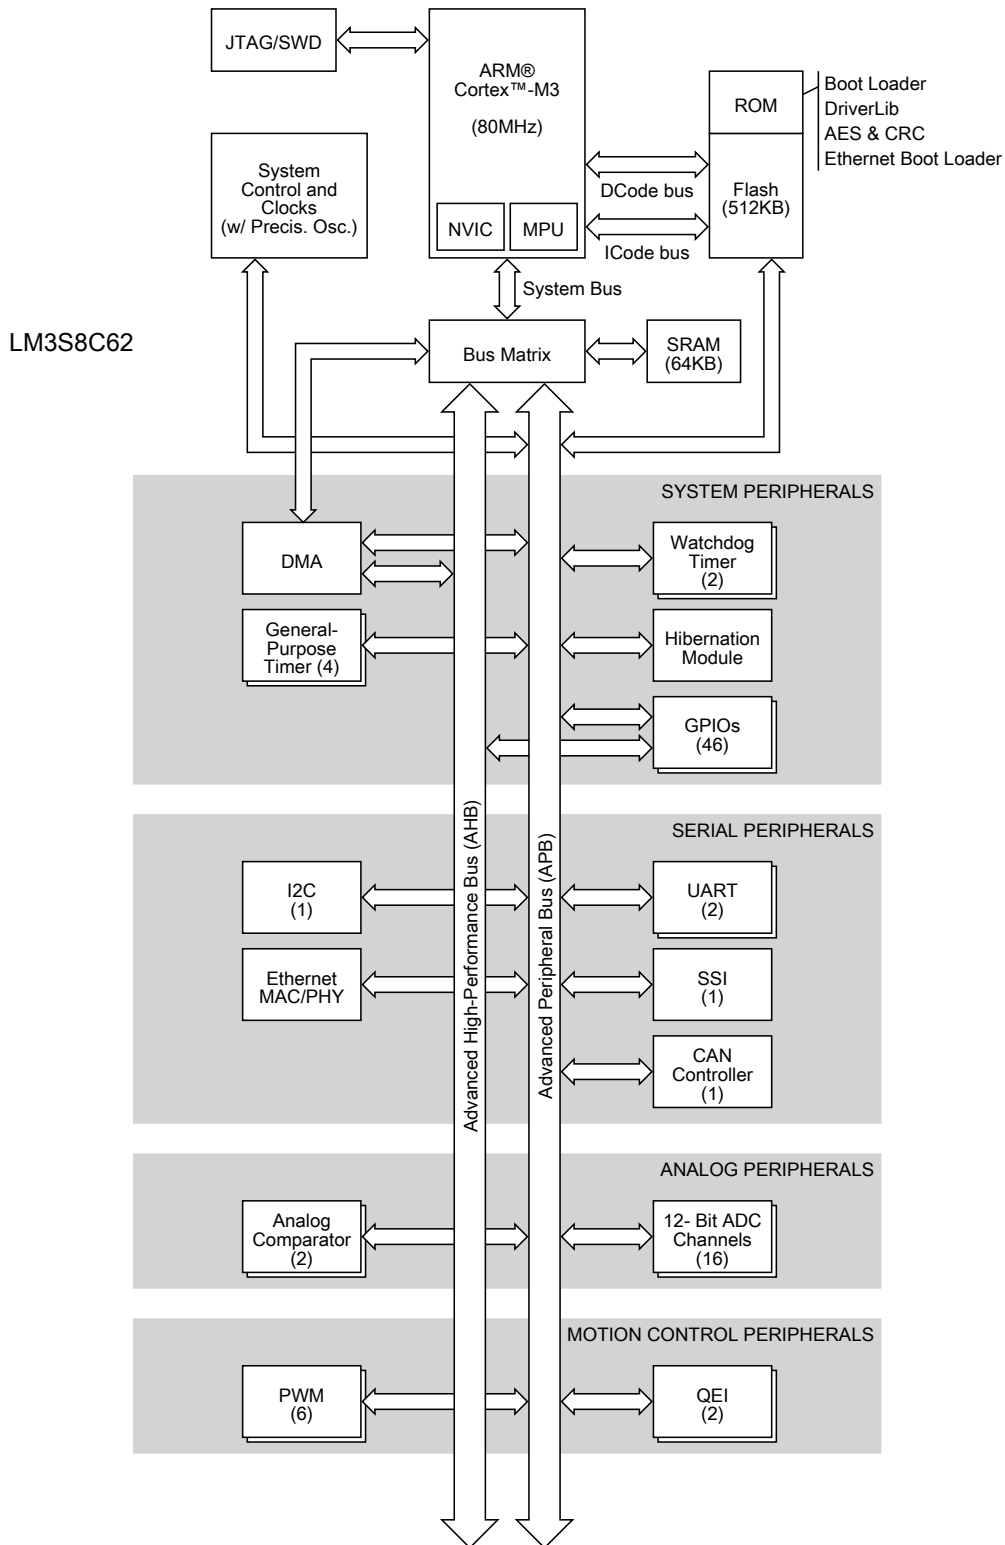 JTAG/SWD
ARM®
Cortex™-M3
(80MHz)
NVIC
MPU
ROM
Flash
(512KB)
Boot Loader
DriverLib
AES & CRC
Ethernet Boot Loader
DCode bus
ICode bus
System
Control and
Clocks
(w/ Precis. Osc.)
System Bus
LM3S8C62
Bus Matrix
SRAM
(64KB)
SYSTEM PERIPHERALS
DMA
Watchdog
Timer
(2)
General-
Purpose
Timer (4)
Hibernation
Module
GPIOs
(46)
Advanced High-Performance Bus (AHB)
Advanced Peripheral Bus (APB)
SERIAL PERIPHERALS
I2C
(1)
UART
(2)
Ethernet
MAC/PHY
SSI
(1)
CAN
Controller
(1)
ANALOG PERIPHERALS
Analog
Comparator
(2)
12- Bit ADC
Channels
(16)
MOTION CONTROL PERIPHERALS
PWM
(6)
QEI
(2)